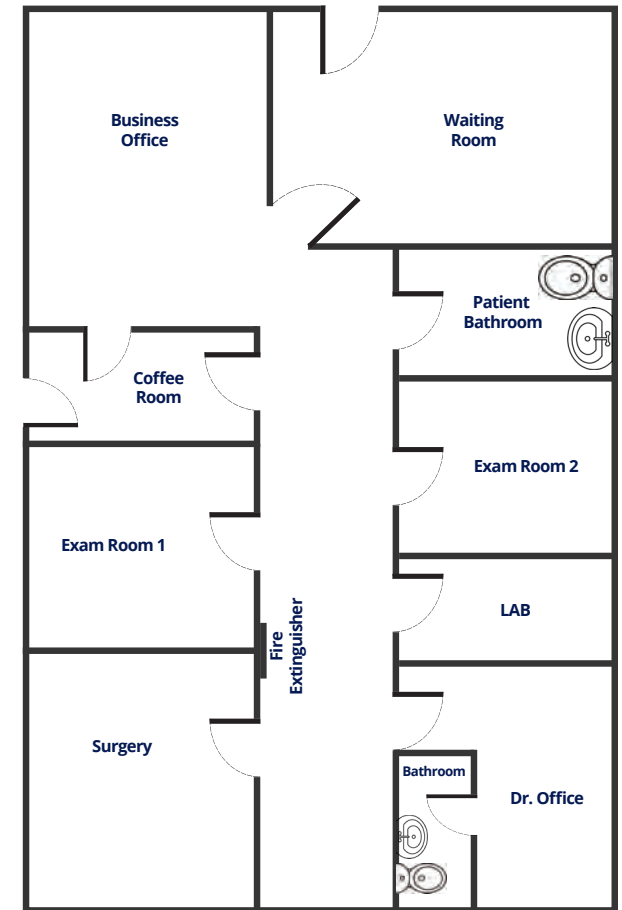 Business
Office
Waiting
Room
Patient
Bathroom
Coffee
Room
Exam Room 2
Exam Room 1
LAB
Fire
Extinguisher
Surgery
Bathroom
Dr. Office